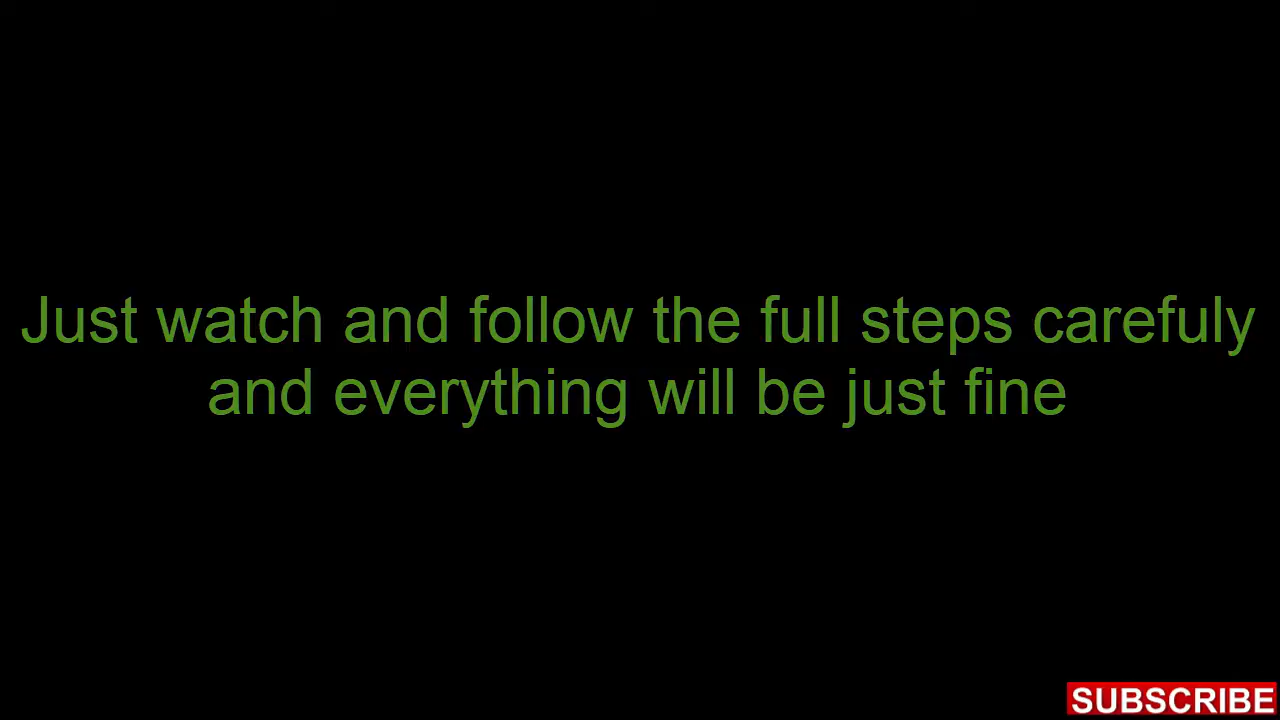 Just watch and follow the full steps carefuly
and everything will be just fine
SUBSCRIBE